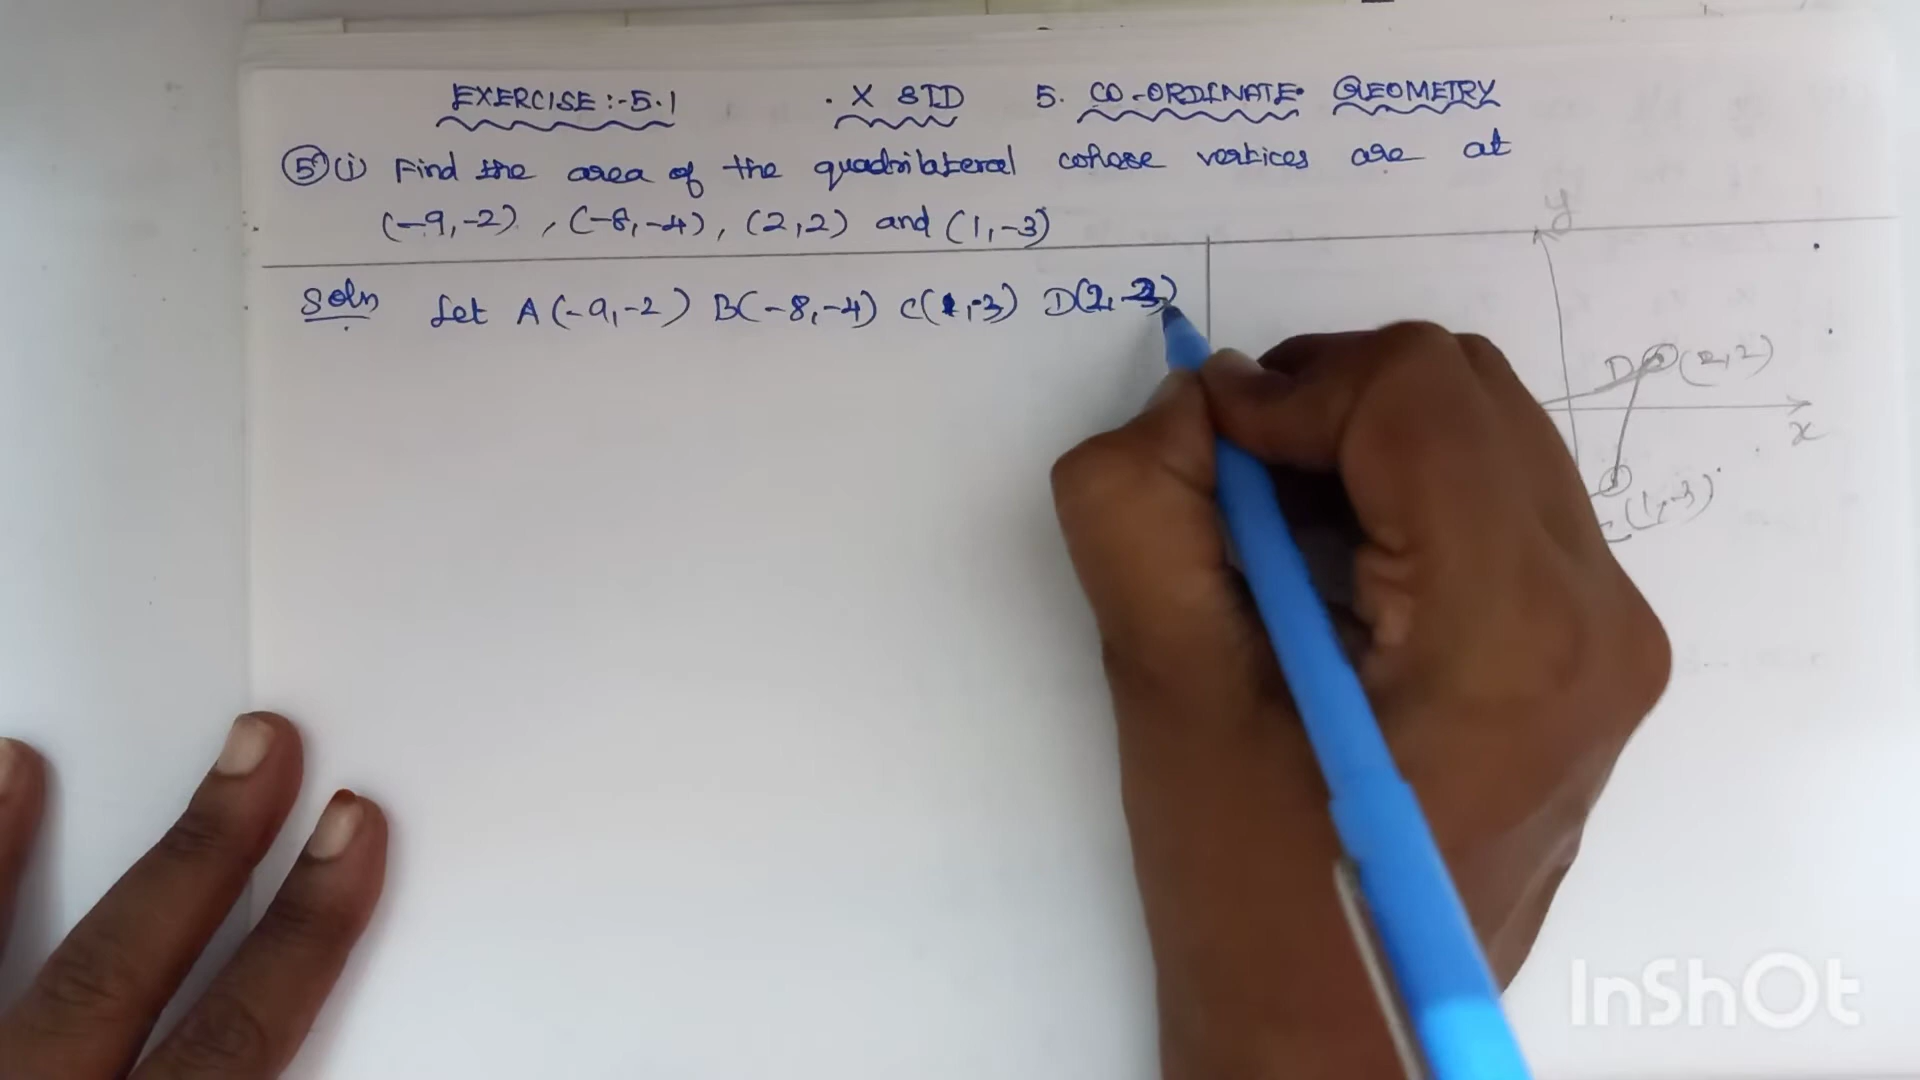 EXERCISE :- 5.1 X STD 5. CO-ORDINATE GEOMETRY
5 (i) Find the area of the quadrilateral whose vertices are at
(-9,-2), (-8,-4), (2,2) and (1,-3)
Soln Let A(-9,-2) B(-8,-4) C(1,-3) D(2,
y
D (2,2)
x
C (1,-3)
InShOt